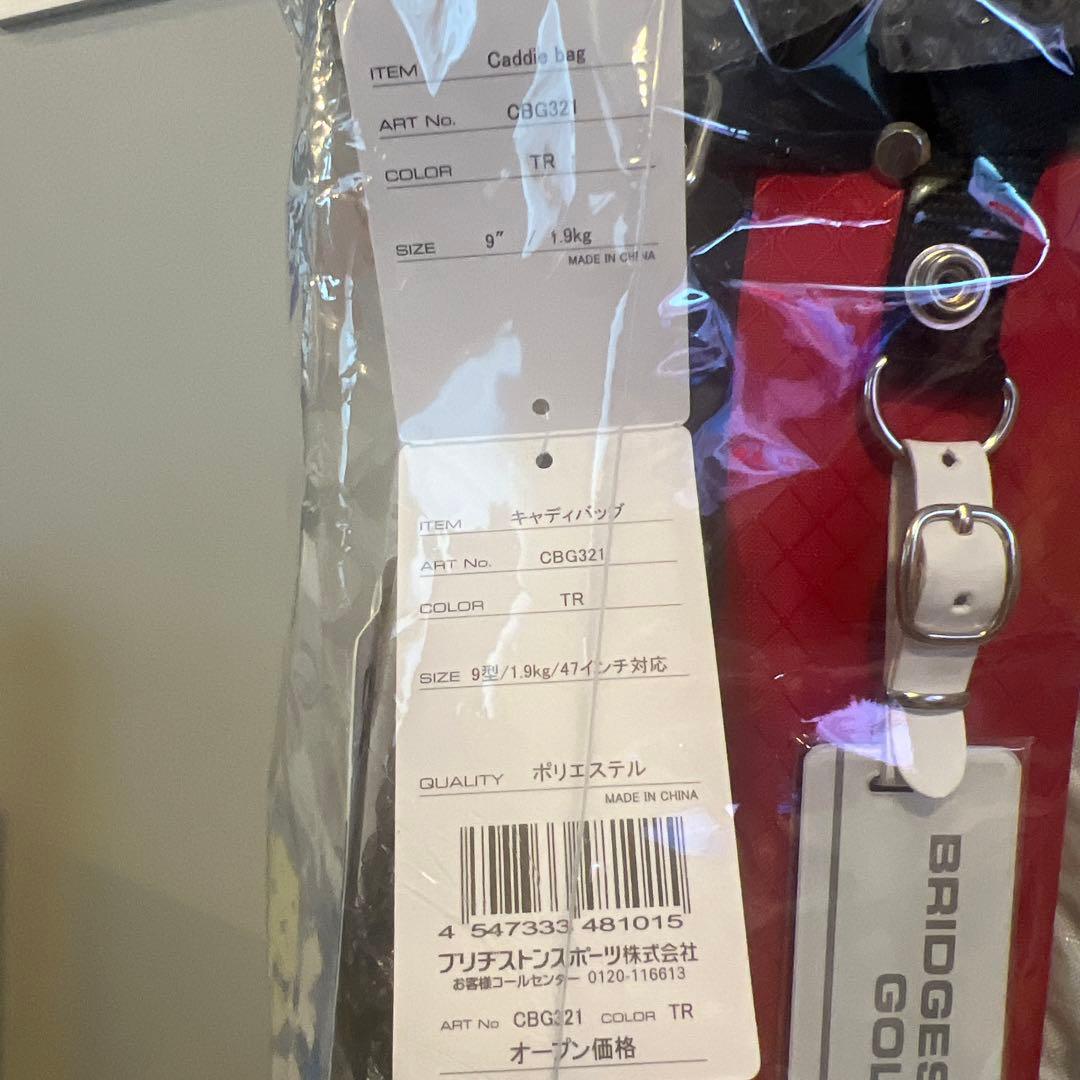 ITEM Caddie bag
ART No. CBG321
COLOR TR
SIZE 9" 1.9kg
MADE IN CHINA
ITEM キャディバッグ
ART No. CBG321
COLOR TR
SIZE 9型/1.9kg/47インチ対応
QUALITY ポリエステル
MADE IN CHINA
4 547333 481015
ブリヂストンスポーツ株式会社
お客様コールセンター 0120-116613
ART No CBG321 COLOR TR
オープン価格
BRIDGES
GOL